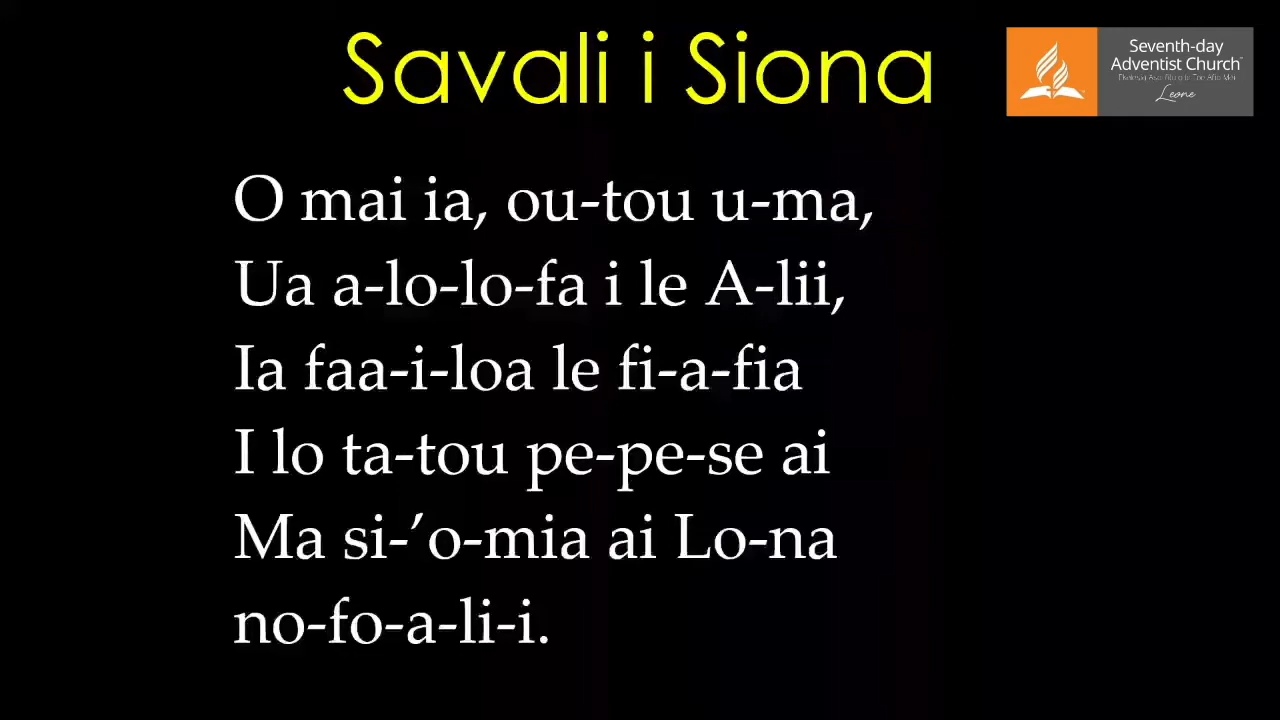 Savali i Siona
Seventh-day
Adventist Church
Leone
O mai ia, ou-tou u-ma,
Ua a-lo-lo-fa i le A-lii,
Ia faa-i-loa le fi-a-fia
I lo ta-tou pe-pe-se ai
Ma si-’o-mia ai Lo-na
no-fo-a-li-i.